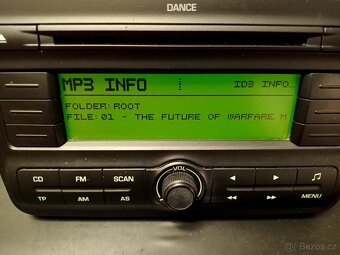 DANCE
MP3 INFO
ID3 INFO…
FOLDER:ROOT
FILE:01 - THE FUTURE OF WARFARE. M
VOL
CD FM SCAN
MENU
TP AM AS
Sbazar.cz